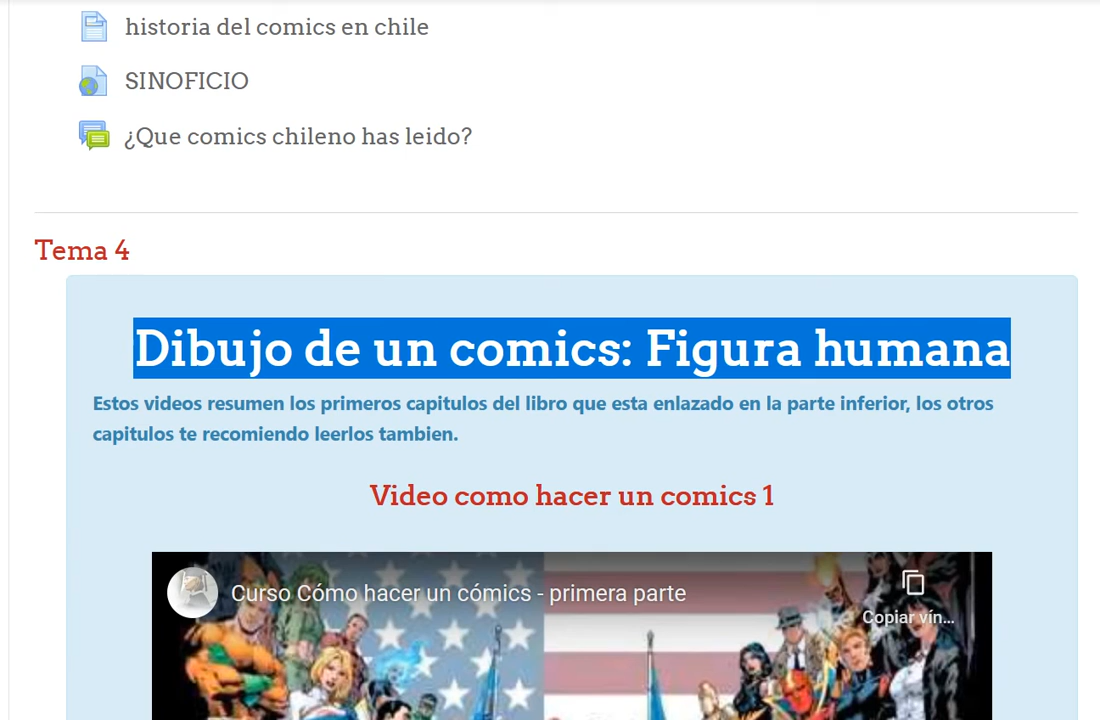 historia del comics en chile
SINOFICIO
¿Que comics chileno has leido?
Tema 4
Dibujo de un comics: Figura humana
Estos videos resumen los primeros capitulos del libro que esta enlazado en la parte inferior, los otros
capitulos te recomiendo leerlos tambien.
Video como hacer un comics 1
Curso Cómo hacer un cómics - primera parte
Copiar vín...